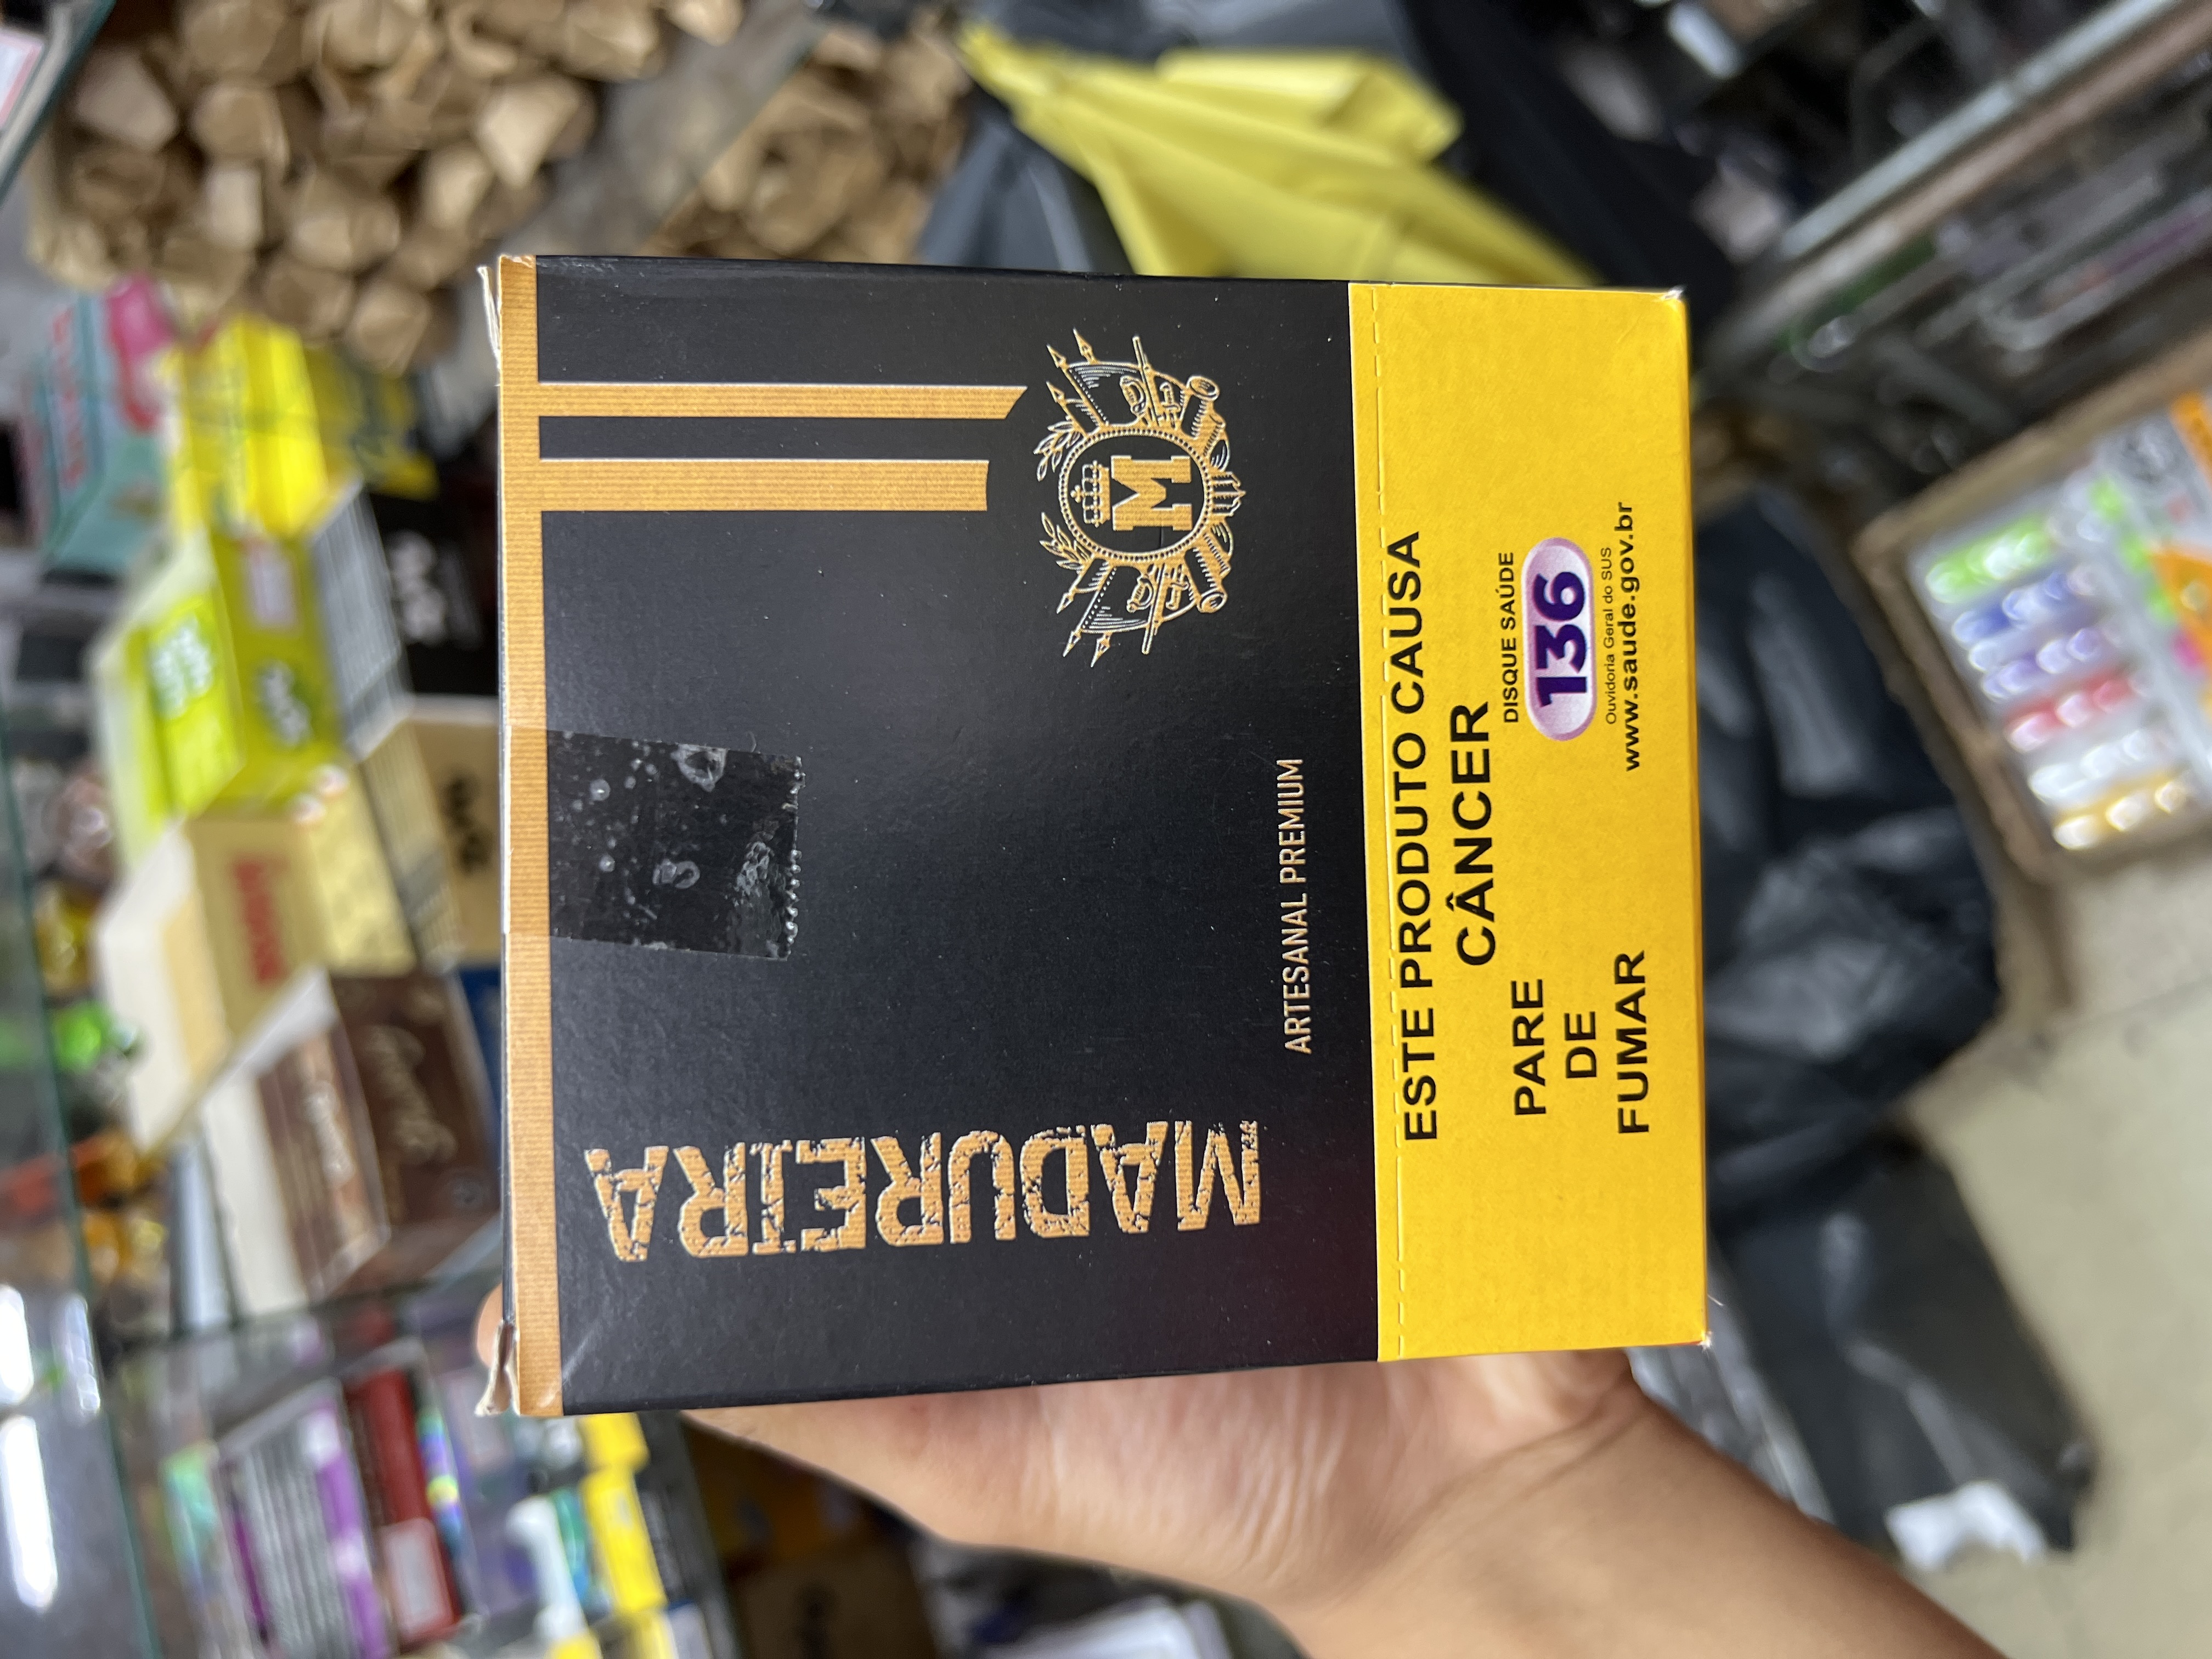 M
MADUREIRA
ARTESANAL PREMIUM
ESTE PRODUTO CAUSA
CÂNCER
PARE
DE
FUMAR
DISQUE SAÚDE
136
Ouvidoria Geral do SUS
www.saude.gov.br